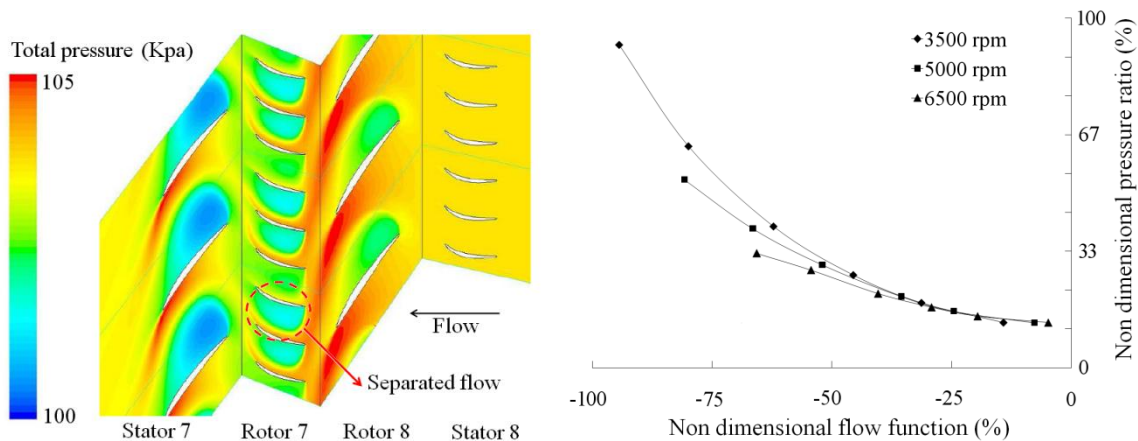 Total pressure (Kpa)
105
100
Flow
Separated flow
Stator 7
Rotor 7
Rotor 8
Stator 8
100
67
33
0
Non dimensional pressure ratio (%)
3500 rpm
5000 rpm
6500 rpm
-100
-75
-50
-25
0
Non dimensional flow function (%)